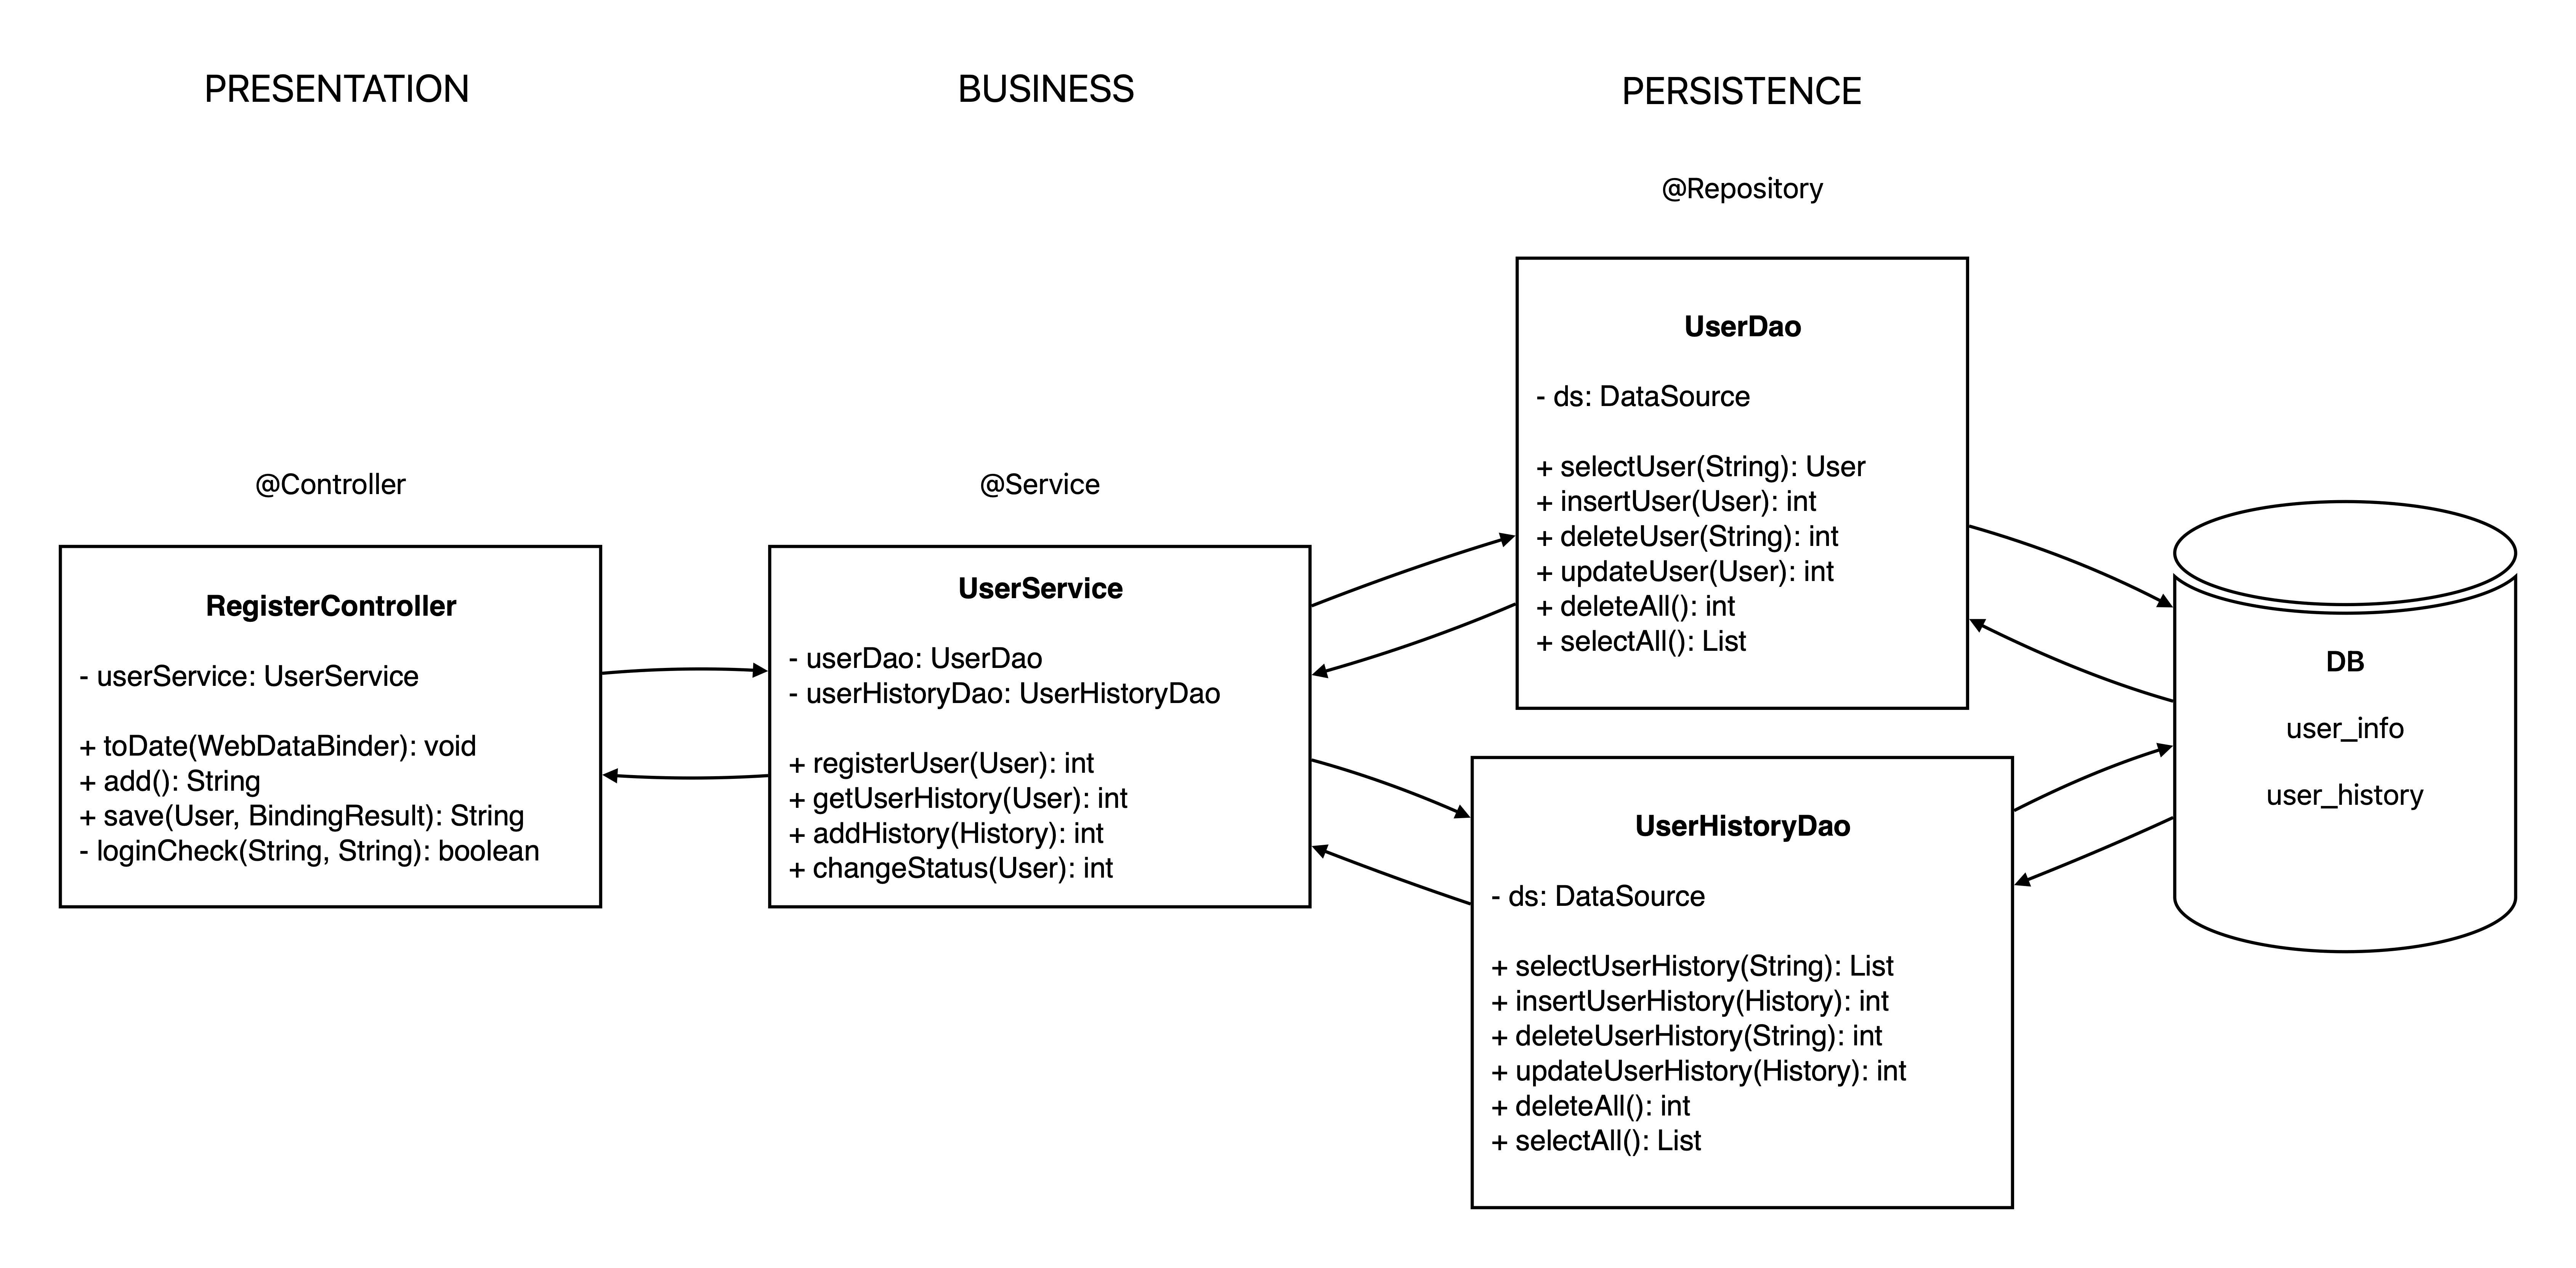 PRESENTATION
BUSINESS
PERSISTENCE
@Controller
RegisterController
- userService: UserService
+ toDate(WebDataBinder): void
+ add(): String
+ save(User, BindingResult): String
- loginCheck(String, String): boolean
@Service
UserService
- userDao: UserDao
- userHistoryDao: UserHistoryDao
+ registerUser(User): int
+ getUserHistory(User): int
+ addHistory(History): int
+ changeStatus(User): int
@Repository
UserDao
- ds: DataSource
+ selectUser(String): User
+ insertUser(User): int
+ deleteUser(String): int
+ updateUser(User): int
+ deleteAll(): int
+ selectAll(): List
UserHistoryDao
- ds: DataSource
+ selectUserHistory(String): List
+ insertUserHistory(History): int
+ deleteUserHistory(String): int
+ updateUserHistory(History): int
+ deleteAll(): int
+ selectAll(): List
DB
user_info
user_history